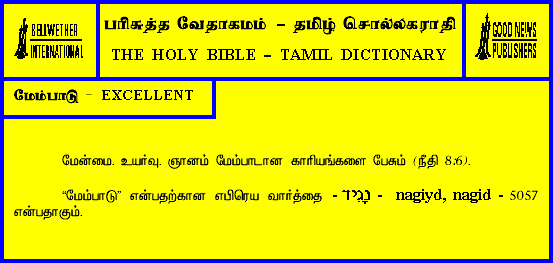 BELLWETHER
INTERNATIONAL
பரிசுத்த வேதாகமம் – தமிழ் சொல்லகராதி
THE HOLY BIBLE – TAMIL DICTIONARY
GOOD NEWS
PUBLISHERS
மேம்பாடு - EXCELLENT
மேன்மை. உயர்வு. ஞானம் மேம்பாடான காரியங்களை பேசும் (நீதி 8:6).
“மேம்பாடு” என்பதற்கான எபிரெய வார்த்தை - נָגִיד - nagiyd, nagid - 5057
என்பதாகும்.